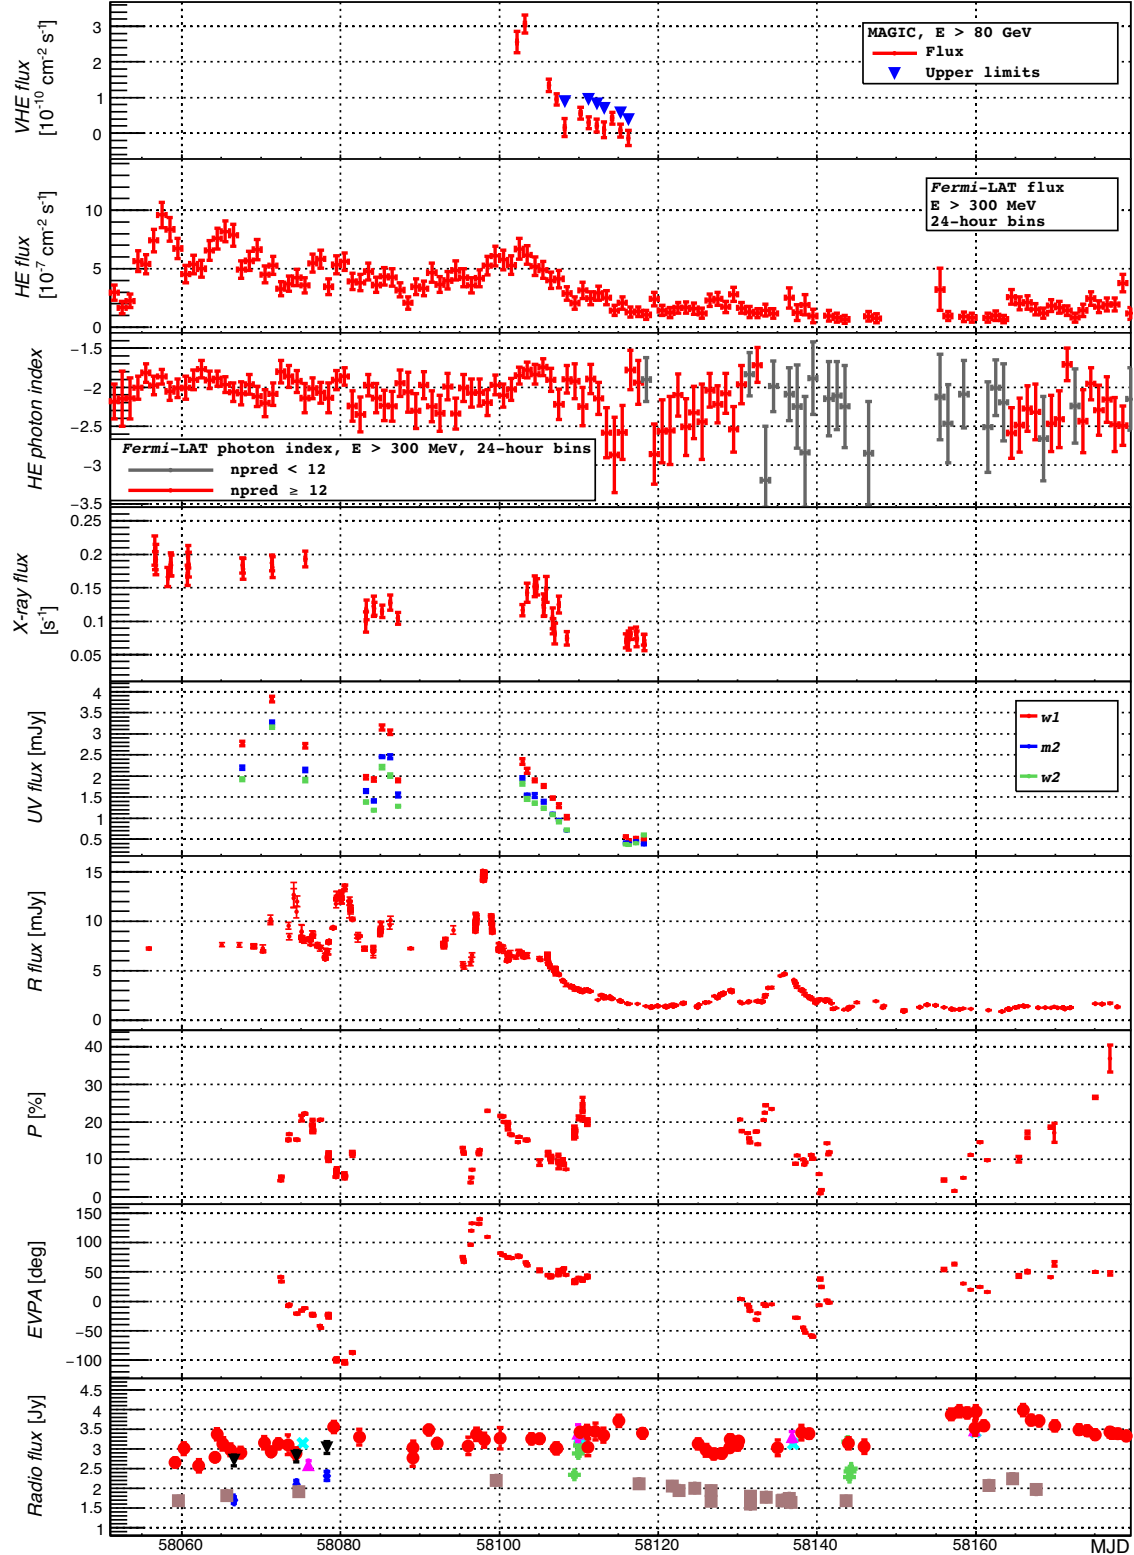 VHE flux
[10⁻¹⁰ cm⁻² s⁻¹]
3
2
1
0
MAGIC, E > 80 GeV
Flux
Upper limits
HE flux
[10⁻⁷ cm⁻² s⁻¹]
10
5
0
Fermi-LAT flux
E > 300 MeV
24-hour bins
HE photon index
−1.5
−2
−2.5
−3
−3.5
Fermi-LAT photon index, E > 300 MeV, 24-hour bins
npred < 12
npred ≥ 12
X-ray flux
[s⁻¹]
0.25
0.2
0.15
0.1
0.05
UV flux [mJy]
4
3.5
3
2.5
2
1.5
1
0.5
w1
m2
w2
R flux [mJy]
15
10
5
0
P [%]
40
30
20
10
0
EVPA [deg]
150
100
50
0
−50
−100
Radio flux [Jy]
4.5
4
3.5
3
2.5
2
1.5
1
58060 58080 58100 58120 58140 58160 MJD